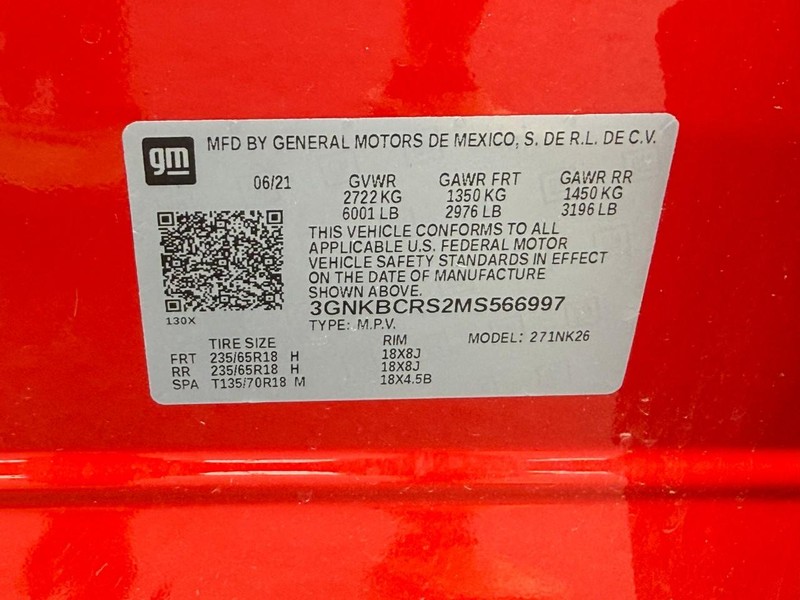 gm
MFD BY GENERAL MOTORS DE MEXICO, S. DE R.L. DE C.V.
06/21 GVWR GAWR FRT GAWR RR
2722 KG 1350 KG 1450 KG
6001 LB 2976 LB 3196 LB
THIS VEHICLE CONFORMS TO ALL
APPLICABLE U.S. FEDERAL MOTOR
VEHICLE SAFETY STANDARDS IN EFFECT
ON THE DATE OF MANUFACTURE
SHOWN ABOVE.
3GNKBCRS2MS566997
130X
TYPE: M.P.V.
MODEL: 271NK26
TIRE SIZE RIM
FRT 235/65R18 H 18X8J
RR 235/65R18 H 18X8J
SPA T135/70R18 M 18X4.5B